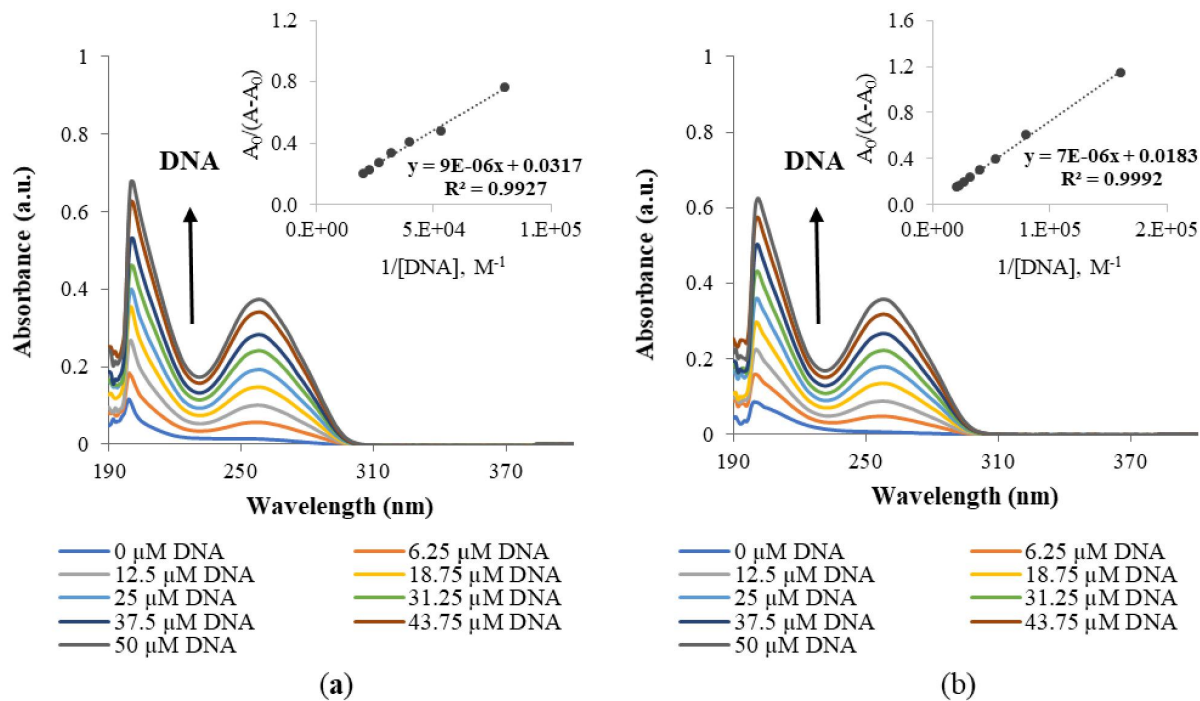 1
0.8
0.6
0.4
0.2
0
Absorbance (a.u.)
190
250
310
370
Wavelength (nm)
DNA
1.2
0.8
0.4
0.0
A₀/(A-A₀)
0.E+00
5.E+04
1.E+05
1/[DNA], M⁻¹
y = 9E-06x + 0.0317
R² = 0.9927
0 µM DNA
6.25 µM DNA
12.5 µM DNA
18.75 µM DNA
25 µM DNA
31.25 µM DNA
37.5 µM DNA
43.75 µM DNA
50 µM DNA
(a)
1
0.8
0.6
0.4
0.2
0
Absorbance (a.u.)
190
250
310
370
Wavelength (nm)
DNA
1.6
1.2
0.8
0.4
0.0
A₀/(A-A₀)
0.E+00
1.E+05
2.E+05
1/[DNA], M⁻¹
y = 7E-06x + 0.0183
R² = 0.9992
0 µM DNA
6.25 µM DNA
12.5 µM DNA
18.75 µM DNA
25 µM DNA
31.25 µM DNA
37.5 µM DNA
43.75 µM DNA
50 µM DNA
(b)